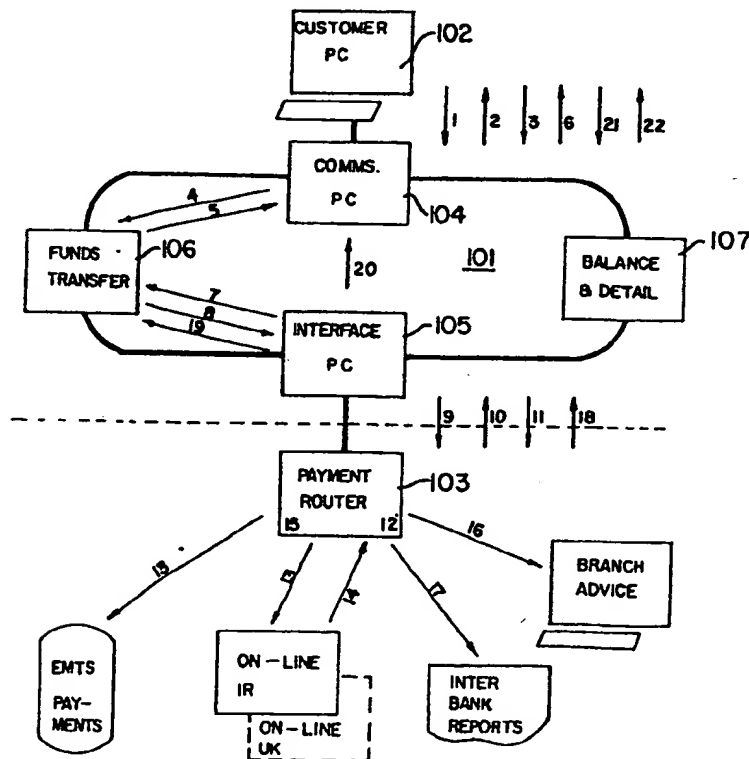 CUSTOMER
PC
102
1 2 3 6 21 22
COMMS.
PC
104
4
5
FUNDS
TRANSFER
106
101
107
BALANCE
& DETAIL
20
7
8
19
INTERFACE
PC
105
9 10 11 18
PAYMENT
ROUTER
103
15 12
16
13
13
14
17
BRANCH
ADVICE
EMTS
PAY-
MENTS
ON-LINE
IR
ON-LINE
UK
INTER
BANK
REPORTS